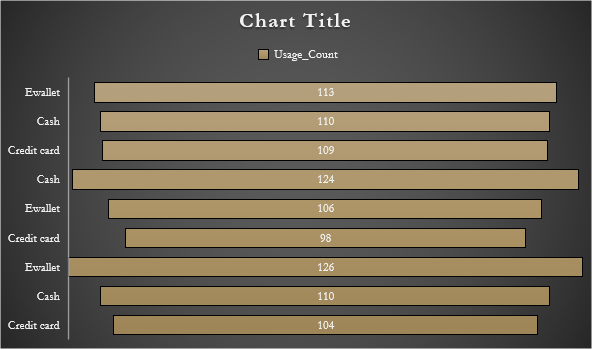 Chart Title
Usage_Count
Ewallet 113
Cash 110
Credit card 109
Cash 124
Ewallet 106
Credit card 98
Ewallet 126
Cash 110
Credit card 104